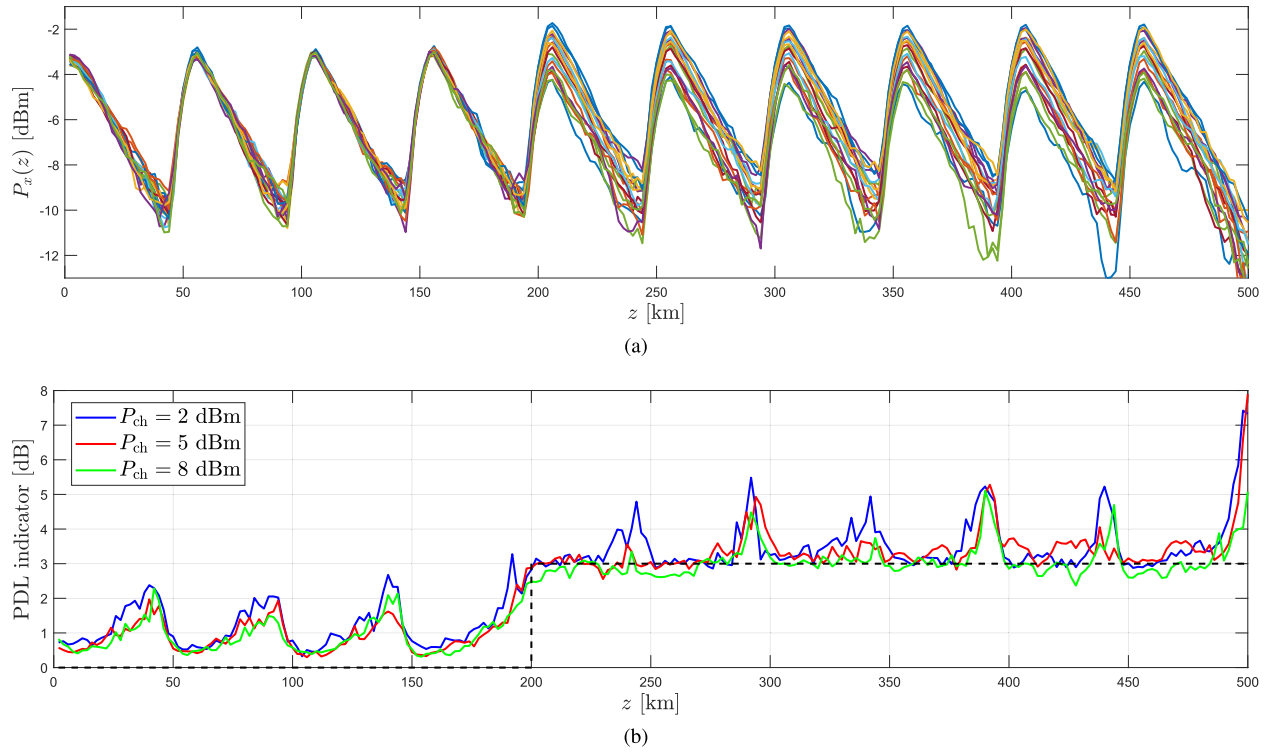 -2
-4
-6
-8
-10
-12
P_x(z) [dBm]
0 50 100 150 200 250 300 350 400 450 500
z [km]
(a)
8
7
6
5
4
3
2
1
0
PDL indicator [dB]
P_ch = 2 dBm
P_ch = 5 dBm
P_ch = 8 dBm
0 50 100 150 200 250 300 350 400 450 500
z [km]
(b)